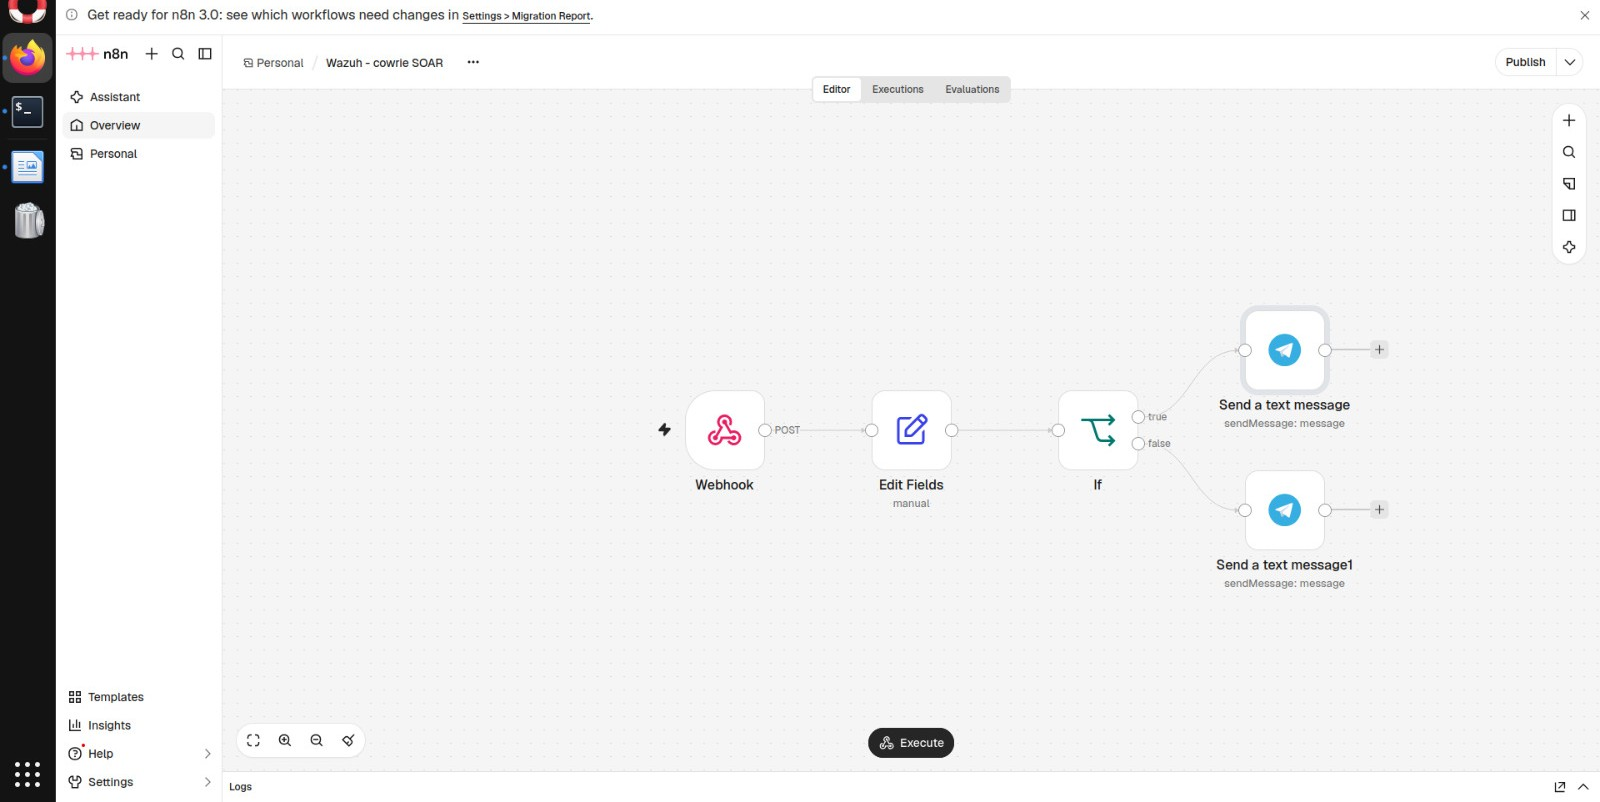 Get ready for n8n 3.0: see which workflows need changes in Settings > Migration Report.
n8n
Personal / Wazuh - cowrie SOAR
Publish
Editor Executions Evaluations
Assistant
Overview
Personal
POST
true
false
Webhook
Edit Fields
manual
If
Send a text message
sendMessage: message
Send a text message1
sendMessage: message
Templates
Insights
Help
Settings
Execute
Logs